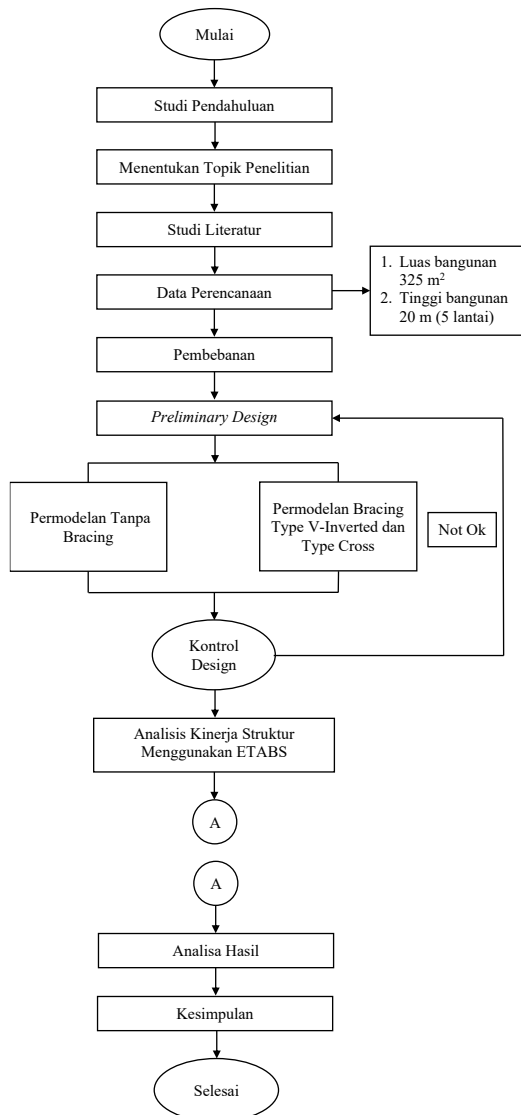 Mulai
Studi Pendahuluan
Menentukan Topik Penelitian
Studi Literatur
Data Perencanaan
1. Luas bangunan
325 m²
2. Tinggi bangunan
20 m (5 lantai)
Pembebanan
Preliminary Design
Permodelan Tanpa
Bracing
Permodelan Bracing
Type V-Inverted dan
Type Cross
Not Ok
Kontrol
Design
Analisis Kinerja Struktur
Menggunakan ETABS
A
A
Analisa Hasil
Kesimpulan
Selesai